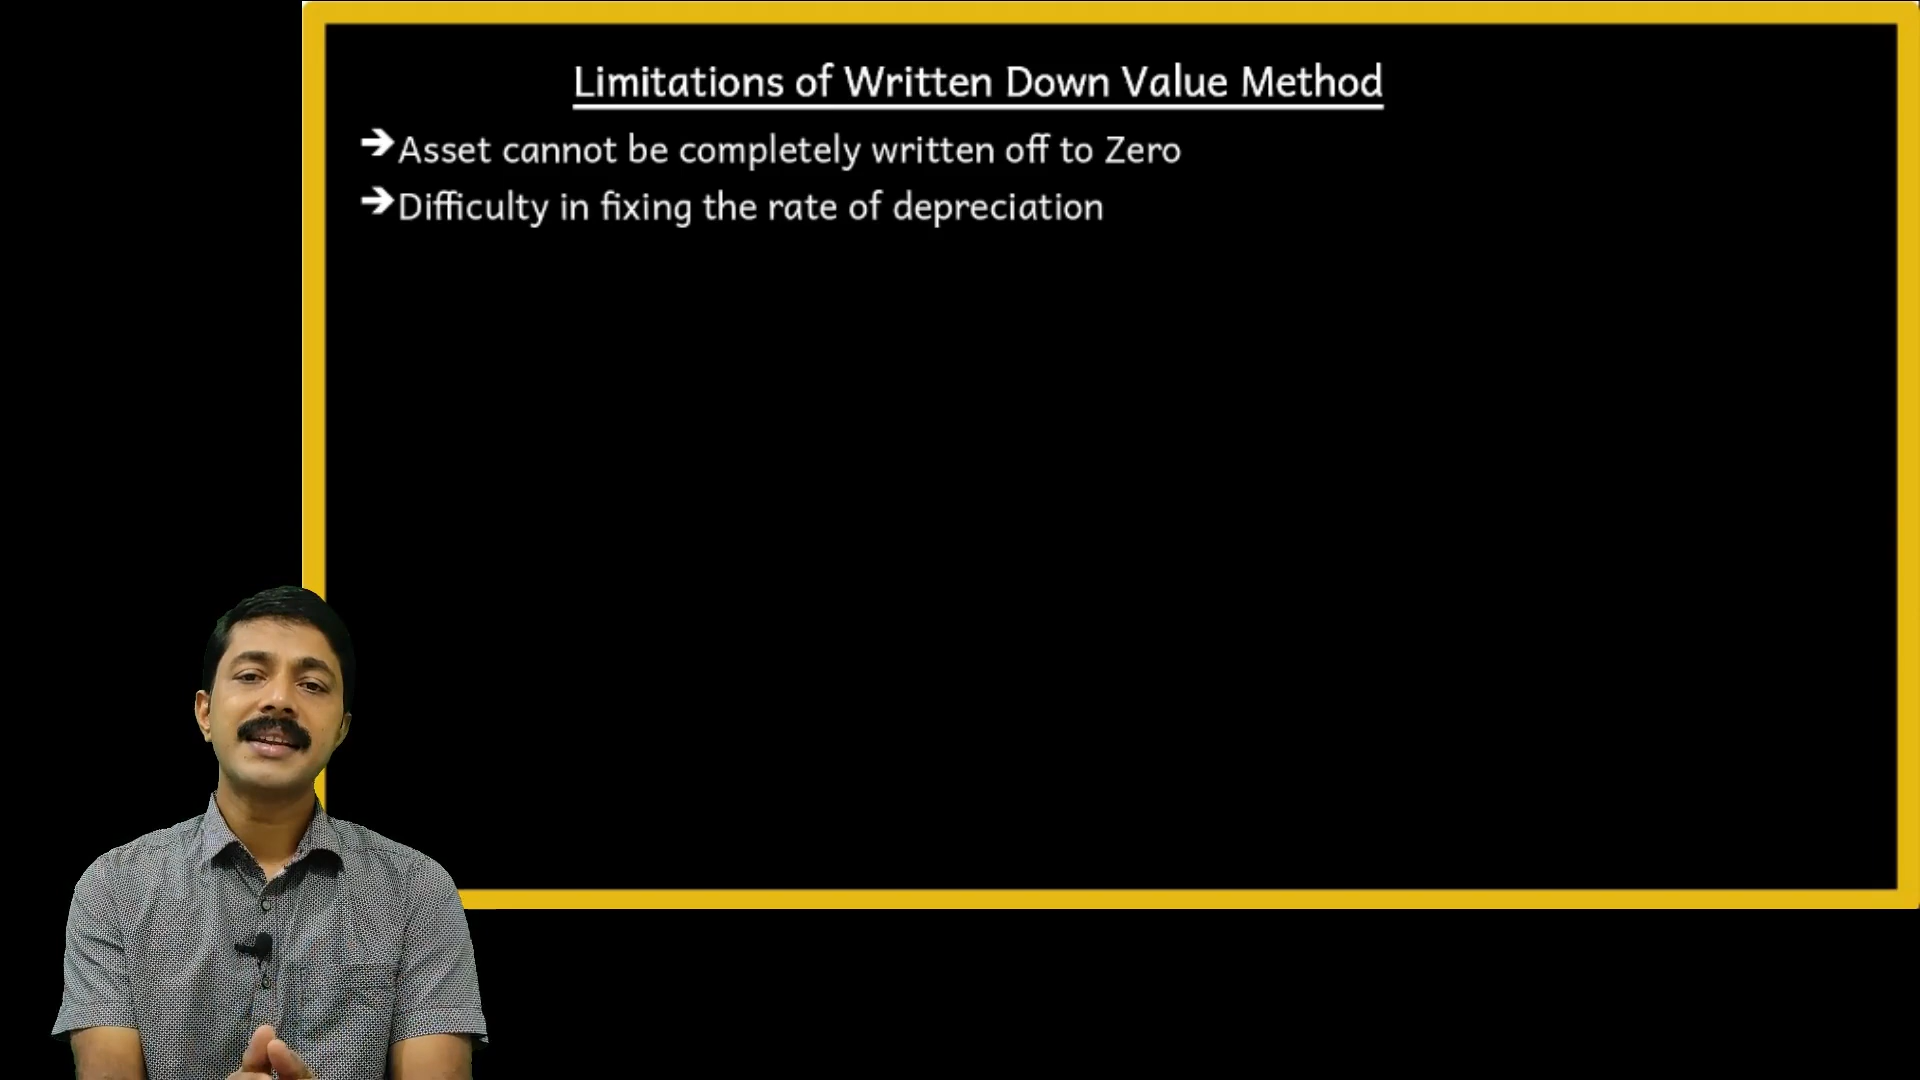 Limitations of Written Down Value Method
➔Asset cannot be completely written off to Zero
➔Difficulty in fixing the rate of depreciation